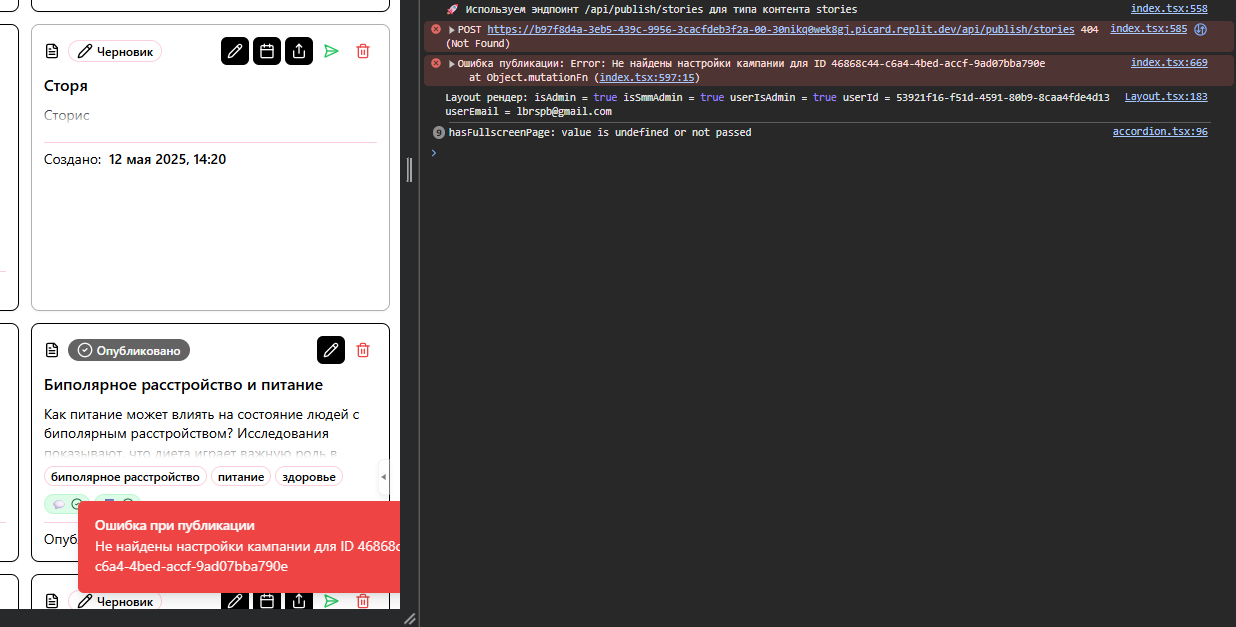 Черновик
Сторя
Сторис
Создано: 12 мая 2025, 14:20
Опубликовано
Биполярное расстройство и питание
Как питание может влиять на состояние людей с
биполярным расстройством? Исследования
показывают, что диета играет важную роль в
биполярное расстройство питание здоровье
Опуб
Ошибка при публикации
Не найдены настройки кампании для ID 46868c
c6a4-4bed-accf-9ad07bba790e
Черновик
🚀 Используем эндпоинт /api/publish/stories для типа контента stories index.tsx:558
POST https://b97f8d4a-3eb5-439c-9956-3cacfdeb3f2a-00-30nikq0wek8gj.picard.replit.dev/api/publish/stories 404 index.tsx:585
(Not Found)
Ошибка публикации: Error: Не найдены настройки кампании для ID 46868c44-c6a4-4bed-accf-9ad07bba790e index.tsx:669
at Object.mutationFn (index.tsx:597:15)
Layout рендер: isAdmin = true isSmmAdmin = true userIsAdmin = true userId = 53921f16-f51d-4591-80b9-8caa4fde4d13 Layout.tsx:183
userEmail = lbrspb@gmail.com
9 hasFullscreenPage: value is undefined or not passed accordion.tsx:96